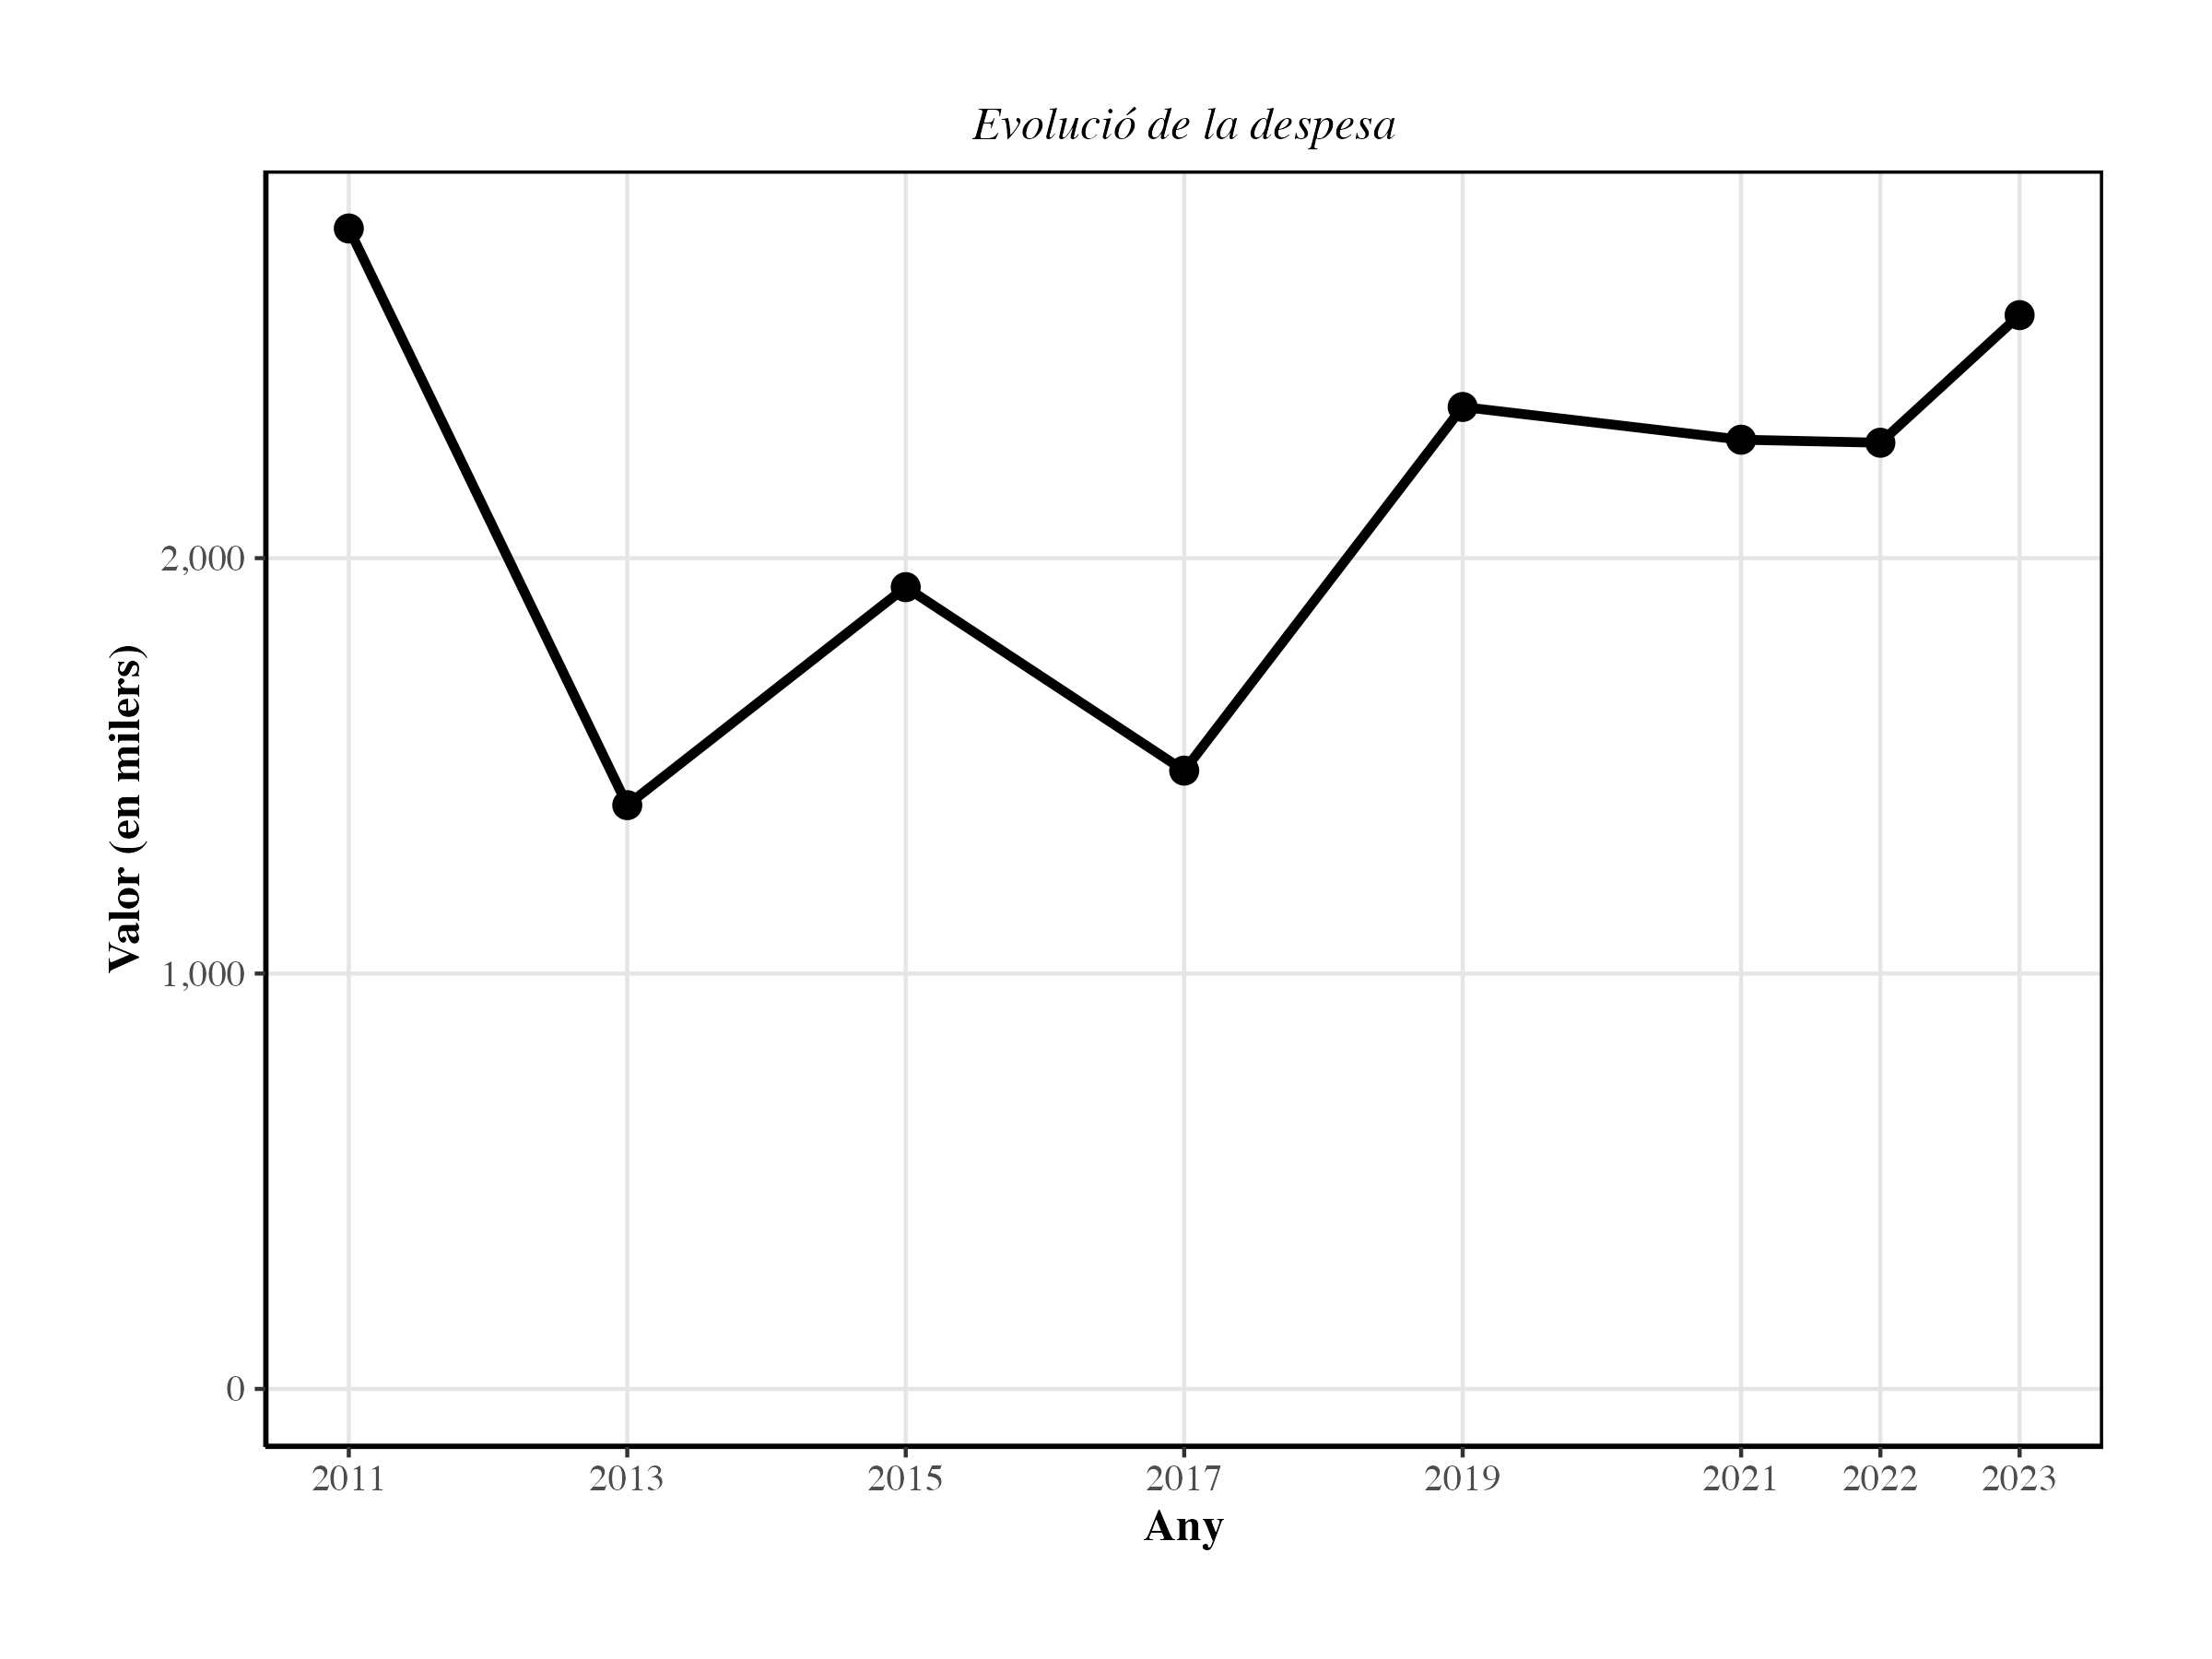 Evolució de la despesa
Valor (en milers)
2,000
1,000
0
2011 2013 2015 2017 2019 2021 2022 2023
Any